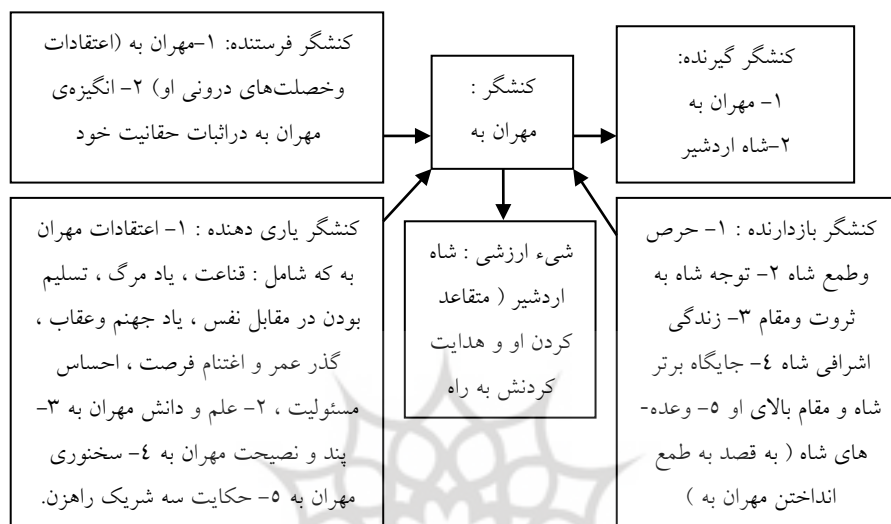 کنشگر فرستنده: ۱-مهران به (اعتقادات
وخصلت‌های درونی او) ۲- انگیزه‌ی
مهران به دراثبات حقانیت خود
کنشگر :
مهران به
کنشگر گیرنده:
۱- مهران به
۲-شاه اردشیر
کنشگر یاری دهنده : ۱- اعتقادات مهران
به که شامل : قناعت ، یاد مرگ ، تسلیم
بودن در مقابل نفس ، یاد جهنم وعقاب ،
گذر عمر و اغتنام فرصت ، احساس
مسئولیت ، ۲- علم و دانش مهران به ۳-
پند و نصیحت مهران به ٤- سخنوری
مهران به ٥- حکایت سه شریک راهزن.
شیء ارزشی : شاه
اردشیر ( متقاعد
کردن او و هدایت
کردنش به راه
کنشگر بازدارنده : ۱- حرص
وطمع شاه ۲- توجه شاه به
ثروت ومقام ۳- زندگی
اشرافی شاه ٤- جایگاه برتر
شاه و مقام بالای او ٥- وعده-
های شاه ( به قصد به طمع
انداختن مهران به )